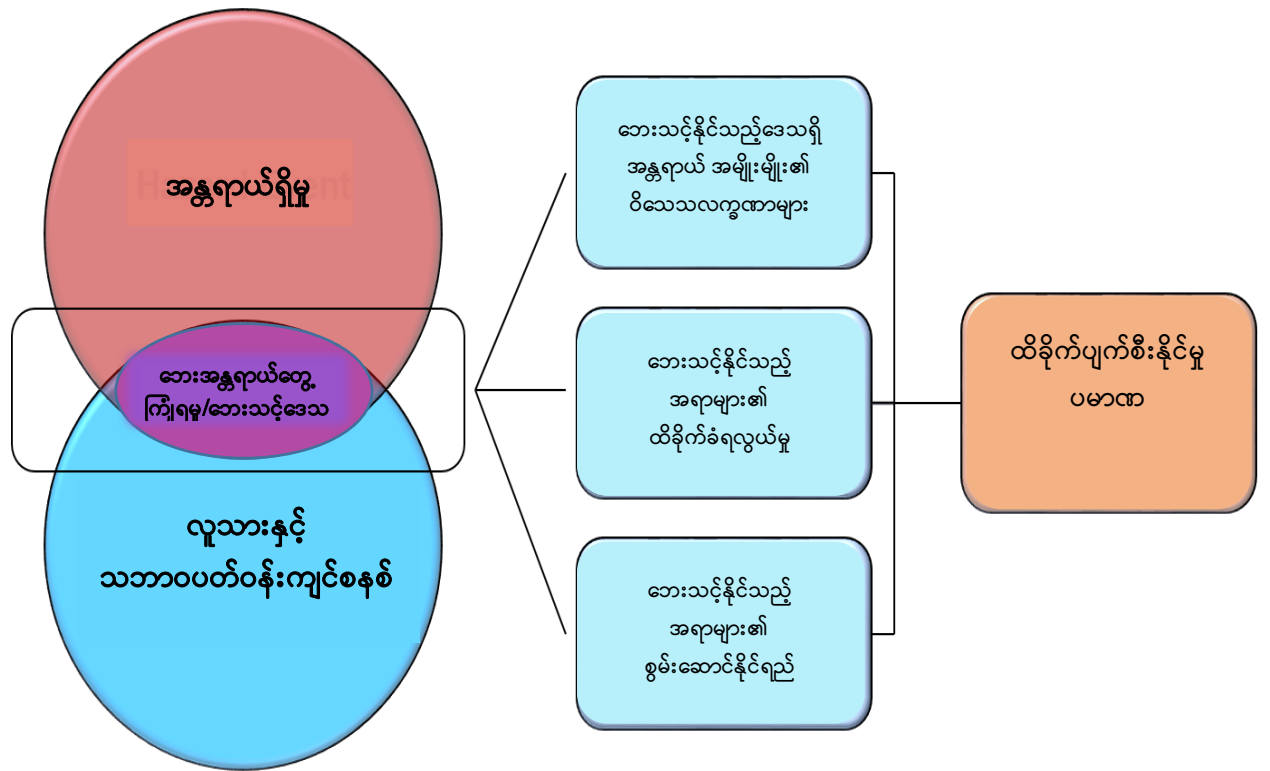 အန္တရာယ်ရှိမှု
ဘေးအန္တရာယ်တွေ့
ကြုံရမှု/ဘေးသင့်ဒေသ
လူသားနှင့်
သဘာဝပတ်ဝန်းကျင်စနစ်
ဘေးသင့်နိုင်သည့်ဒေသရှိ
အန္တရာယ် အမျိုးမျိုး၏
ဝိသေသလက္ခဏာများ
ဘေးသင့်နိုင်သည့်
အရာများ၏
ထိခိုက်ခံရလွယ်မှု
ဘေးသင့်နိုင်သည့်
အရာများ၏
စွမ်းဆောင်နိုင်ရည်
ထိခိုက်ပျက်စီးနိုင်မှု
ပမာဏ